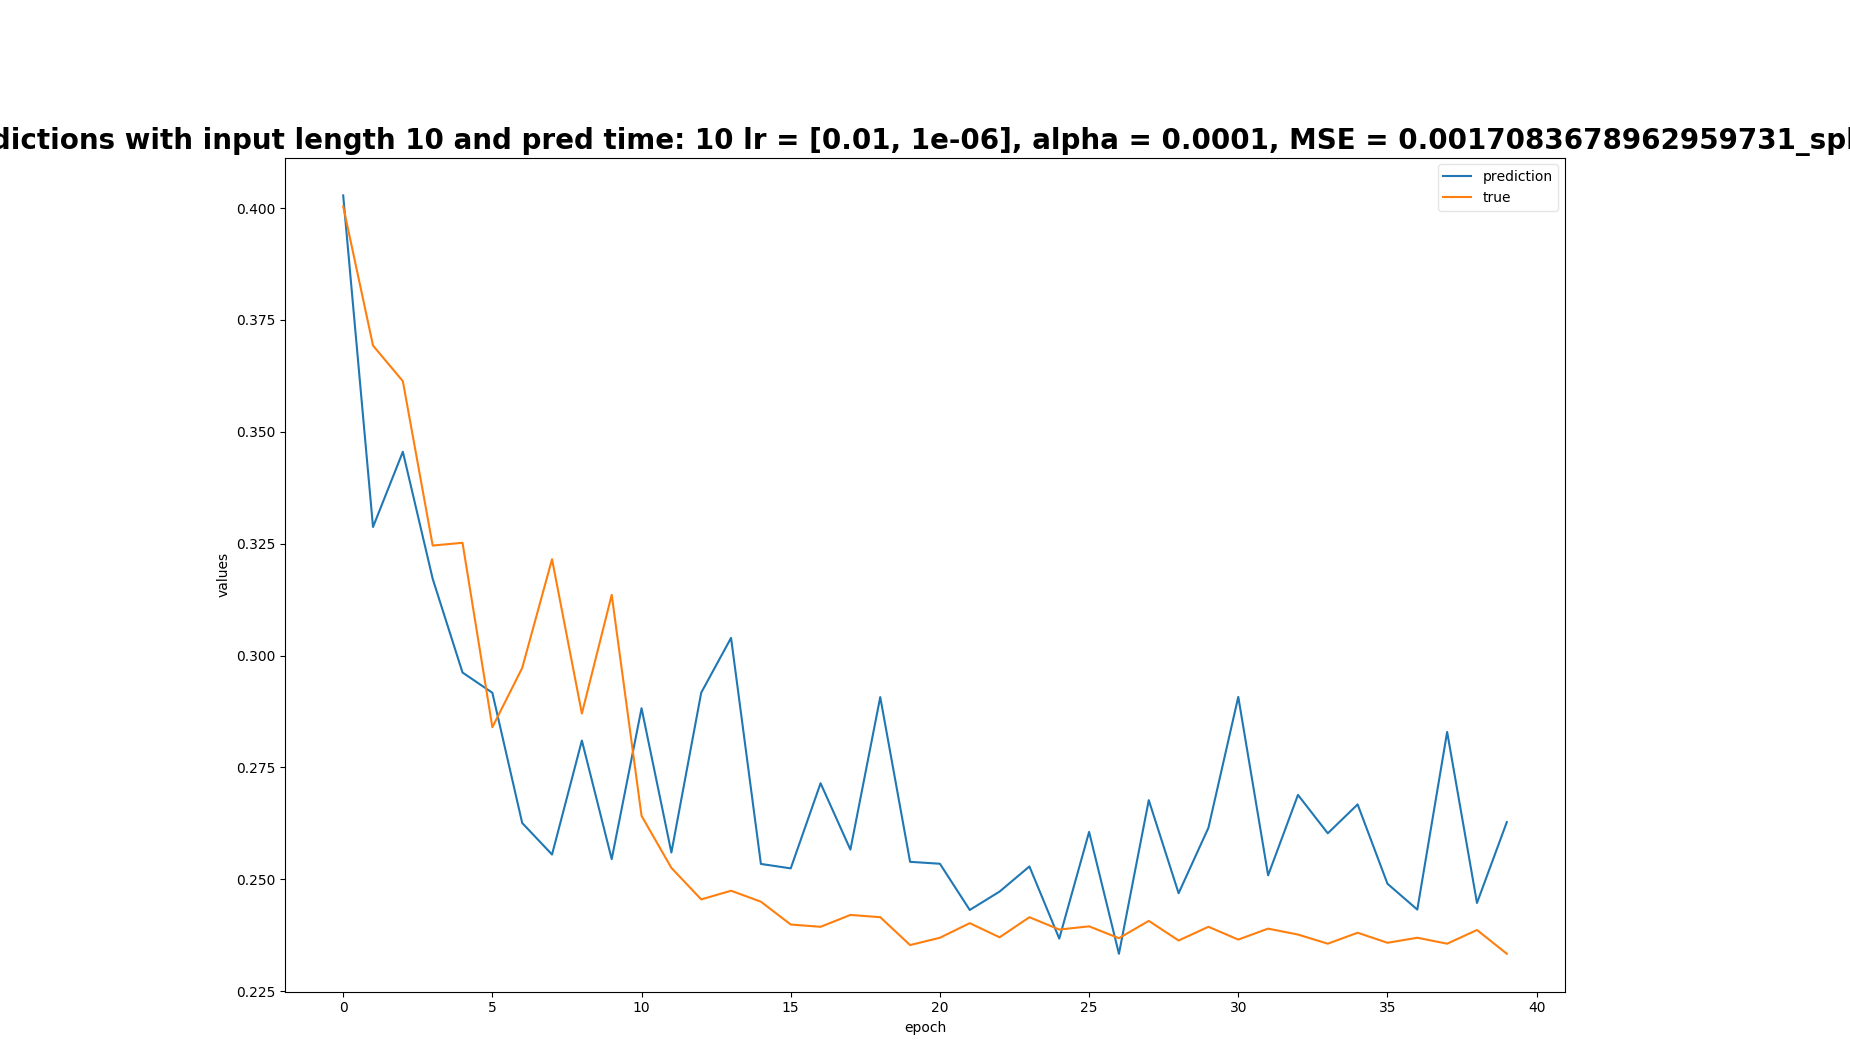 dictions with input length 10 and pred time: 10 lr = [0.01, 1e-06], alpha = 0.0001, MSE = 0.0017083678962959731_spl
prediction
true
0.400
0.375
0.350
0.325
0.300
0.275
0.250
0.225
values
0 5 10 15 20 25 30 35 40
epoch